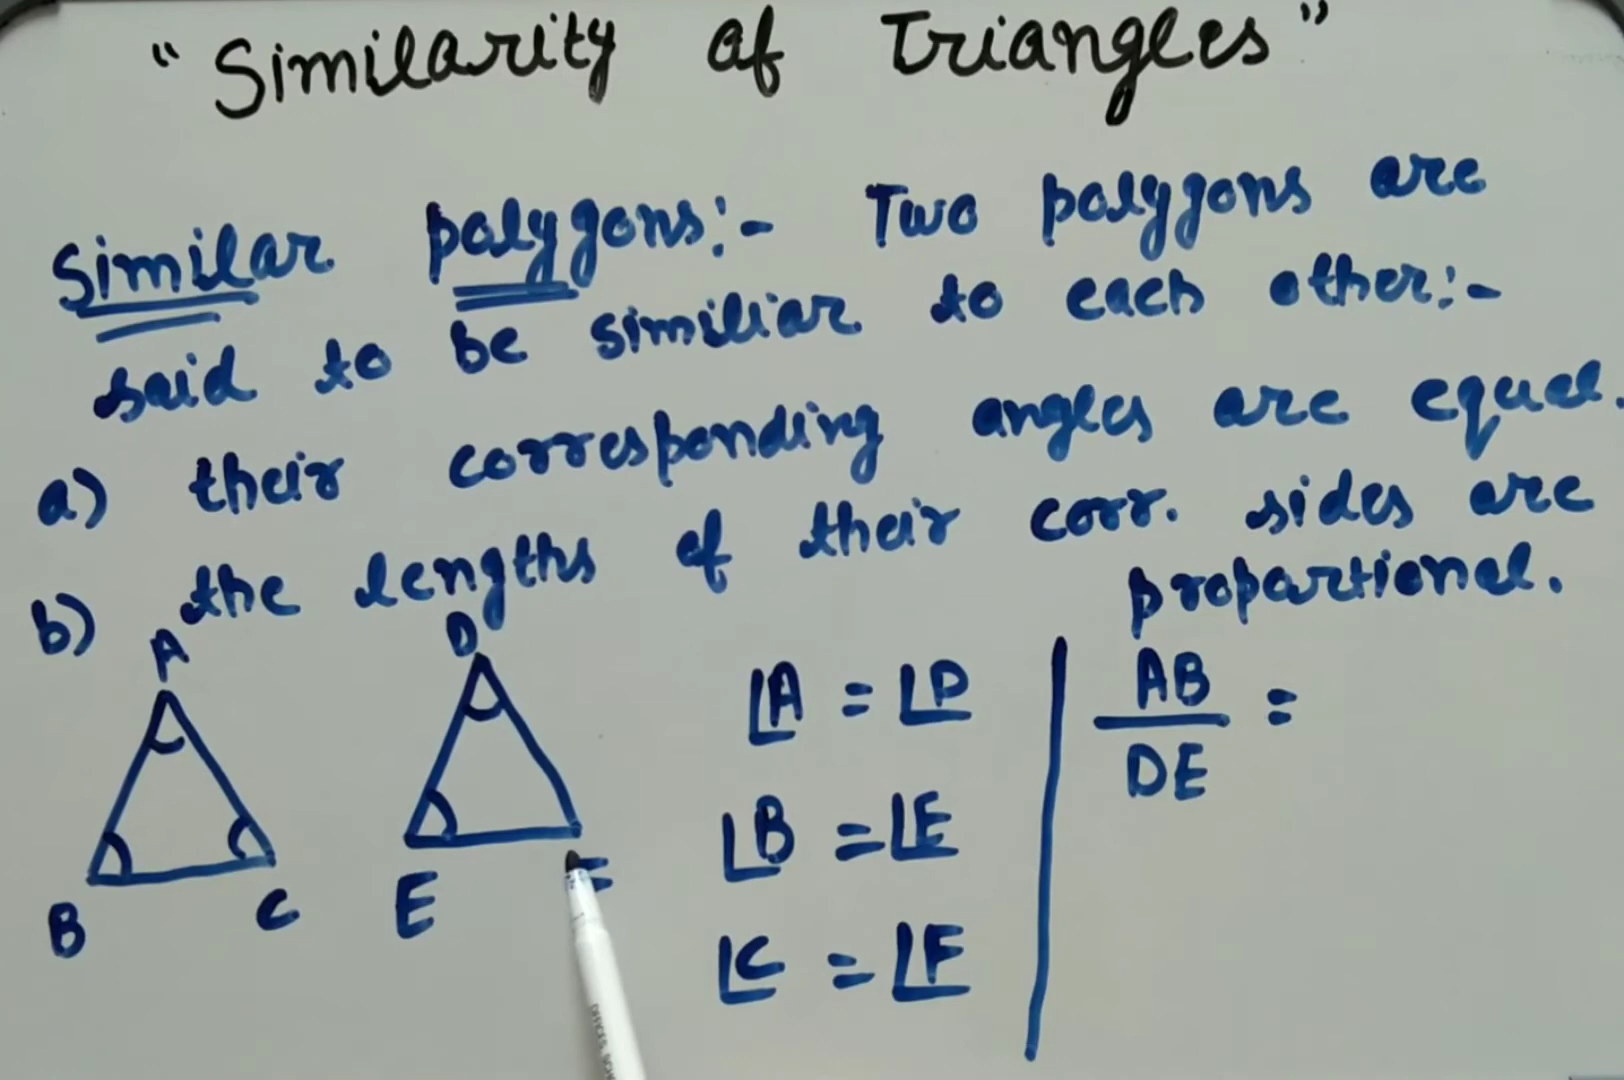 "Similarity of Triangles"
Similar polygons:- Two polygons are
said to be similiar to each other:-
a) their corresponding angles are equal.
b) the lengths of their corr. sides are
proportional.
A D
∠A = ∠D
AB
=
DE
∠B = ∠E
B C E F
∠C = ∠F